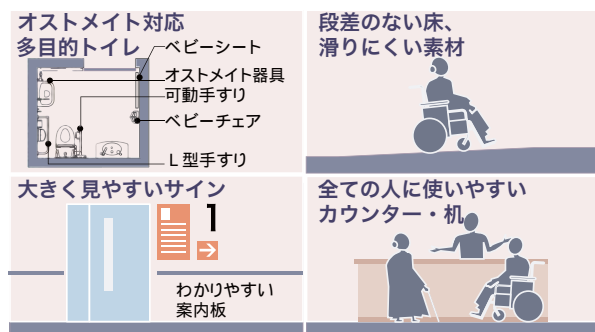 オストメイト対応
多目的トイレ
ベビーシート
オストメイト器具
可動手すり
ベビーチェア
L型手すり
段差のない床、
滑りにくい素材
大きく見やすいサイン
1
わかりやすい
案内板
全ての人に使いやすい
カウンター・机